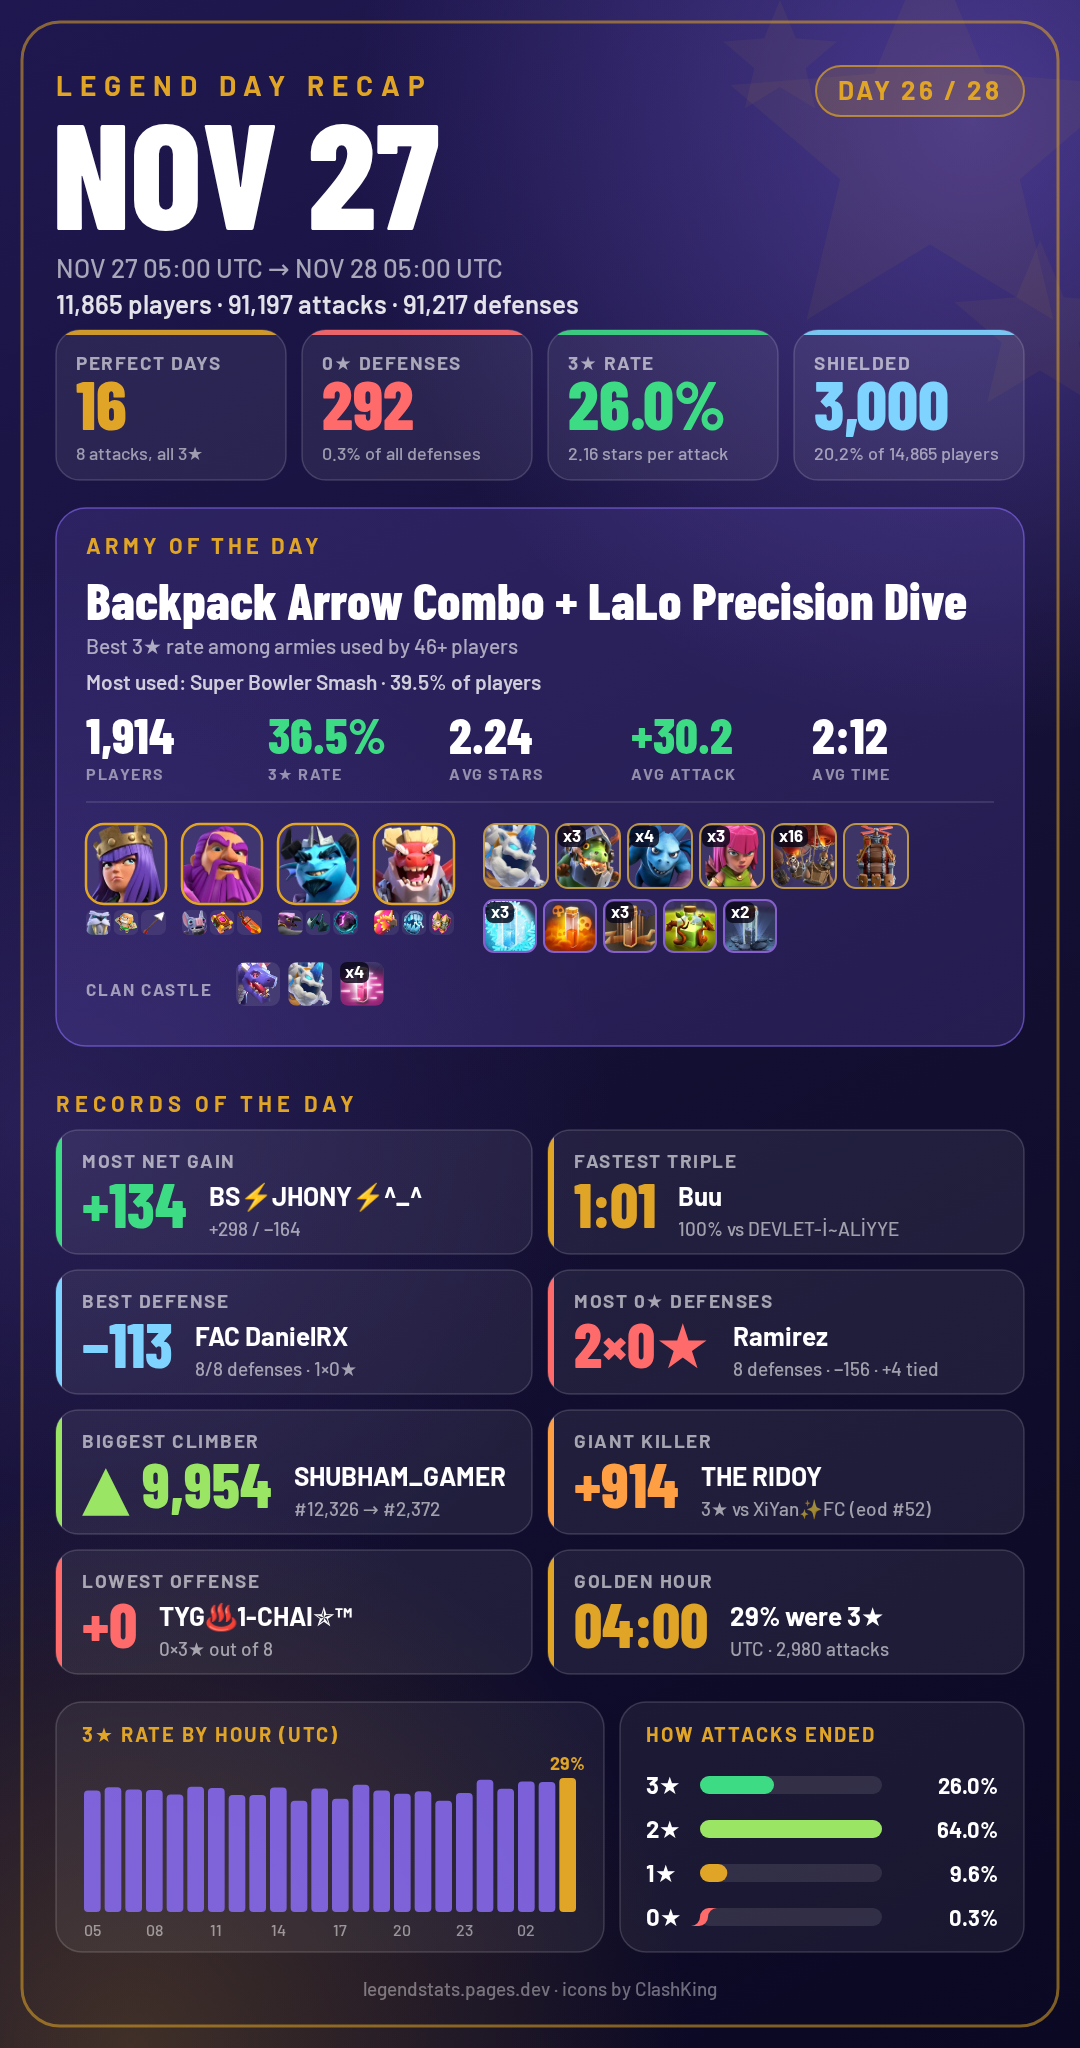 LEGEND DAY RECAP
DAY 26 / 28
NOV 27
NOV 27 05:00 UTC → NOV 28 05:00 UTC
11,865 players · 91,197 attacks · 91,217 defenses
PERFECT DAYS
16
8 attacks, all 3★
0★ DEFENSES
292
0.3% of all defenses
3★ RATE
26.0%
2.16 stars per attack
SHIELDED
3,000
20.2% of 14,865 players
ARMY OF THE DAY
Backpack Arrow Combo + LaLo Precision Dive
Best 3★ rate among armies used by 46+ players
Most used: Super Bowler Smash · 39.5% of players
1,914
PLAYERS
36.5%
3★ RATE
2.24
AVG STARS
+30.2
AVG ATTACK
2:12
AVG TIME
x3
x4
x3
x16
x3
x3
x2
CLAN CASTLE
x4
RECORDS OF THE DAY
MOST NET GAIN
+134
BS⚡JHONY⚡^_^
+298 / −164
FASTEST TRIPLE
1:01
Buu
100% vs DEVLET-İ~ALİYYE
BEST DEFENSE
−113
FAC DanielRX
8/8 defenses · 1×0★
MOST 0★ DEFENSES
2×0★
Ramirez
8 defenses · −156 · +4 tied
BIGGEST CLIMBER
▲ 9,954
SHUBHAM_GAMER
#12,326 → #2,372
GIANT KILLER
+914
THE RIDOY
3★ vs XiYan✨FC (eod #52)
LOWEST OFFENSE
+0
TYG♨️1-CHAI✯™
0×3★ out of 8
GOLDEN HOUR
04:00
29% were 3★
UTC · 2,980 attacks
3★ RATE BY HOUR (UTC)
29%
05 08 11 14 17 20 23 02
HOW ATTACKS ENDED
3★ 26.0%
2★ 64.0%
1★ 9.6%
0★ 0.3%
legendstats.pages.dev · icons by ClashKing